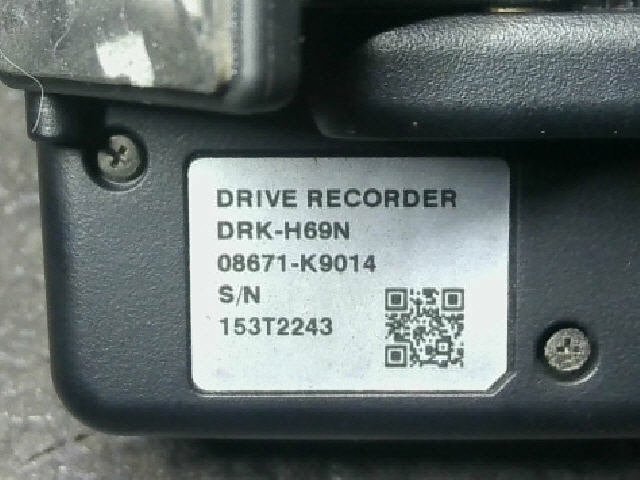 DRIVE RECORDER
DRK-H69N
08671-K9014
S/N
153T2243